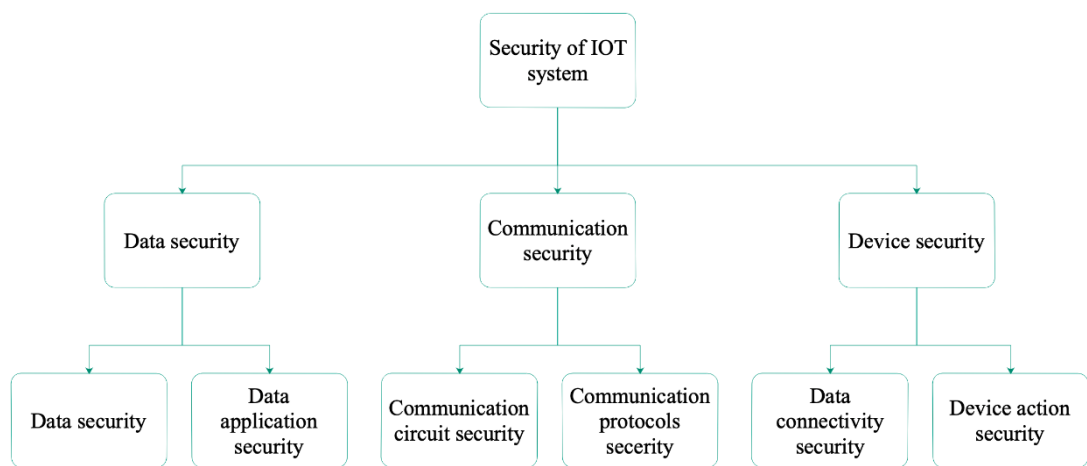 Security of IOT
system
Data security
Communication
security
Device security
Data security
Data
application
security
Communication
circuit security
Communication
protocols
secerity
Data
connectivity
security
Device action
security